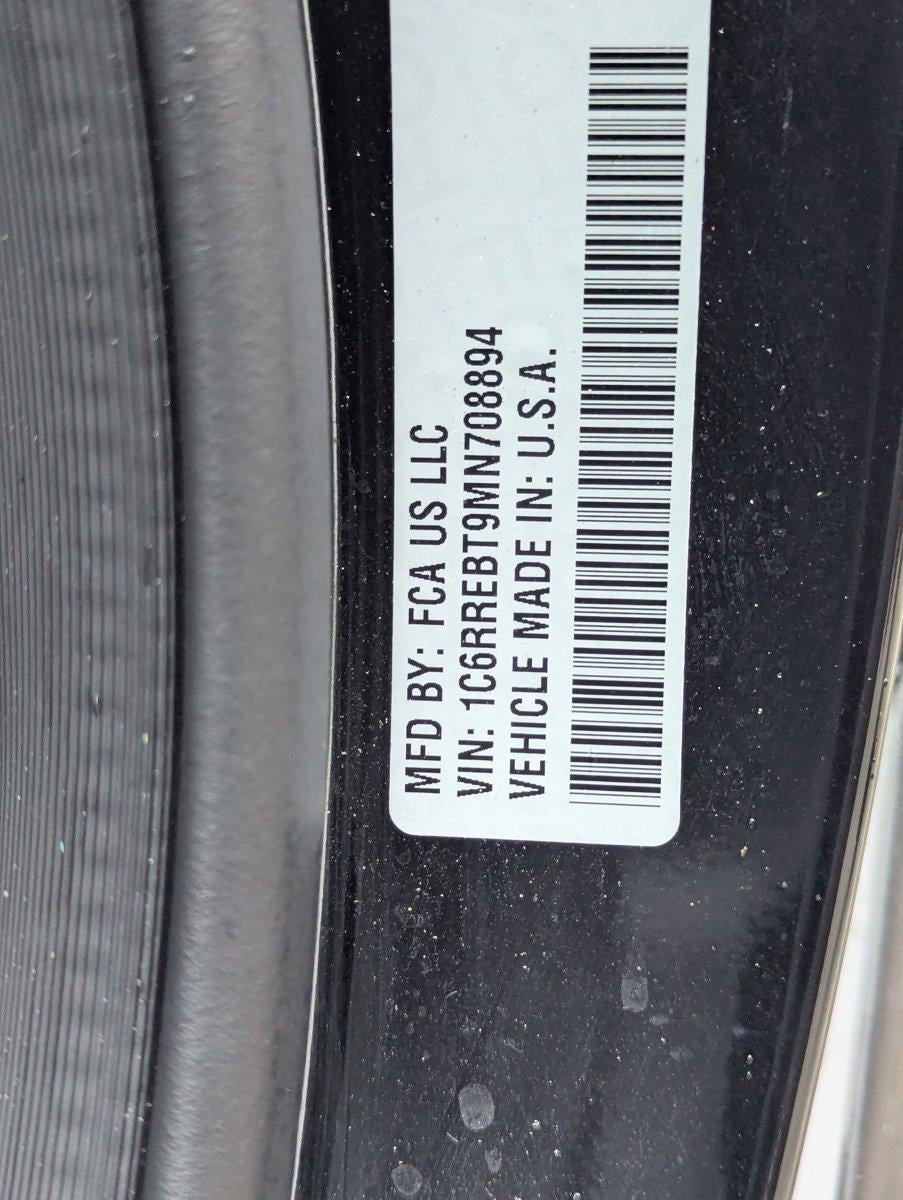 MFD BY: FCA US LLC
VIN: 1C6RREBT9MN708894
VEHICLE MADE IN: U.S.A.